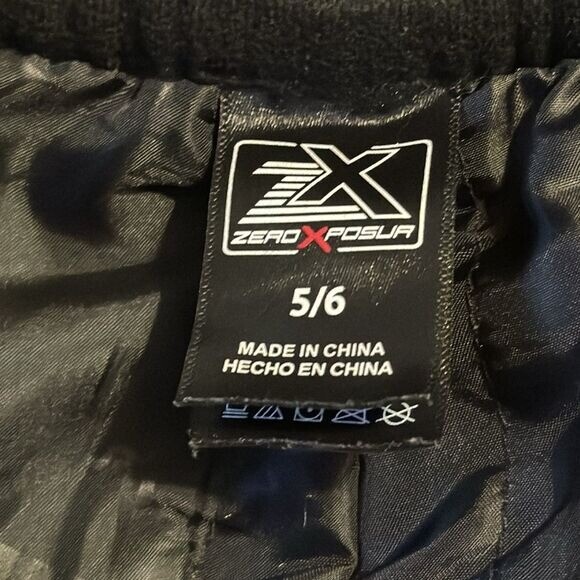 ZX
ZEROXPOSUR
5/6
MADE IN CHINA
HECHO EN CHINA